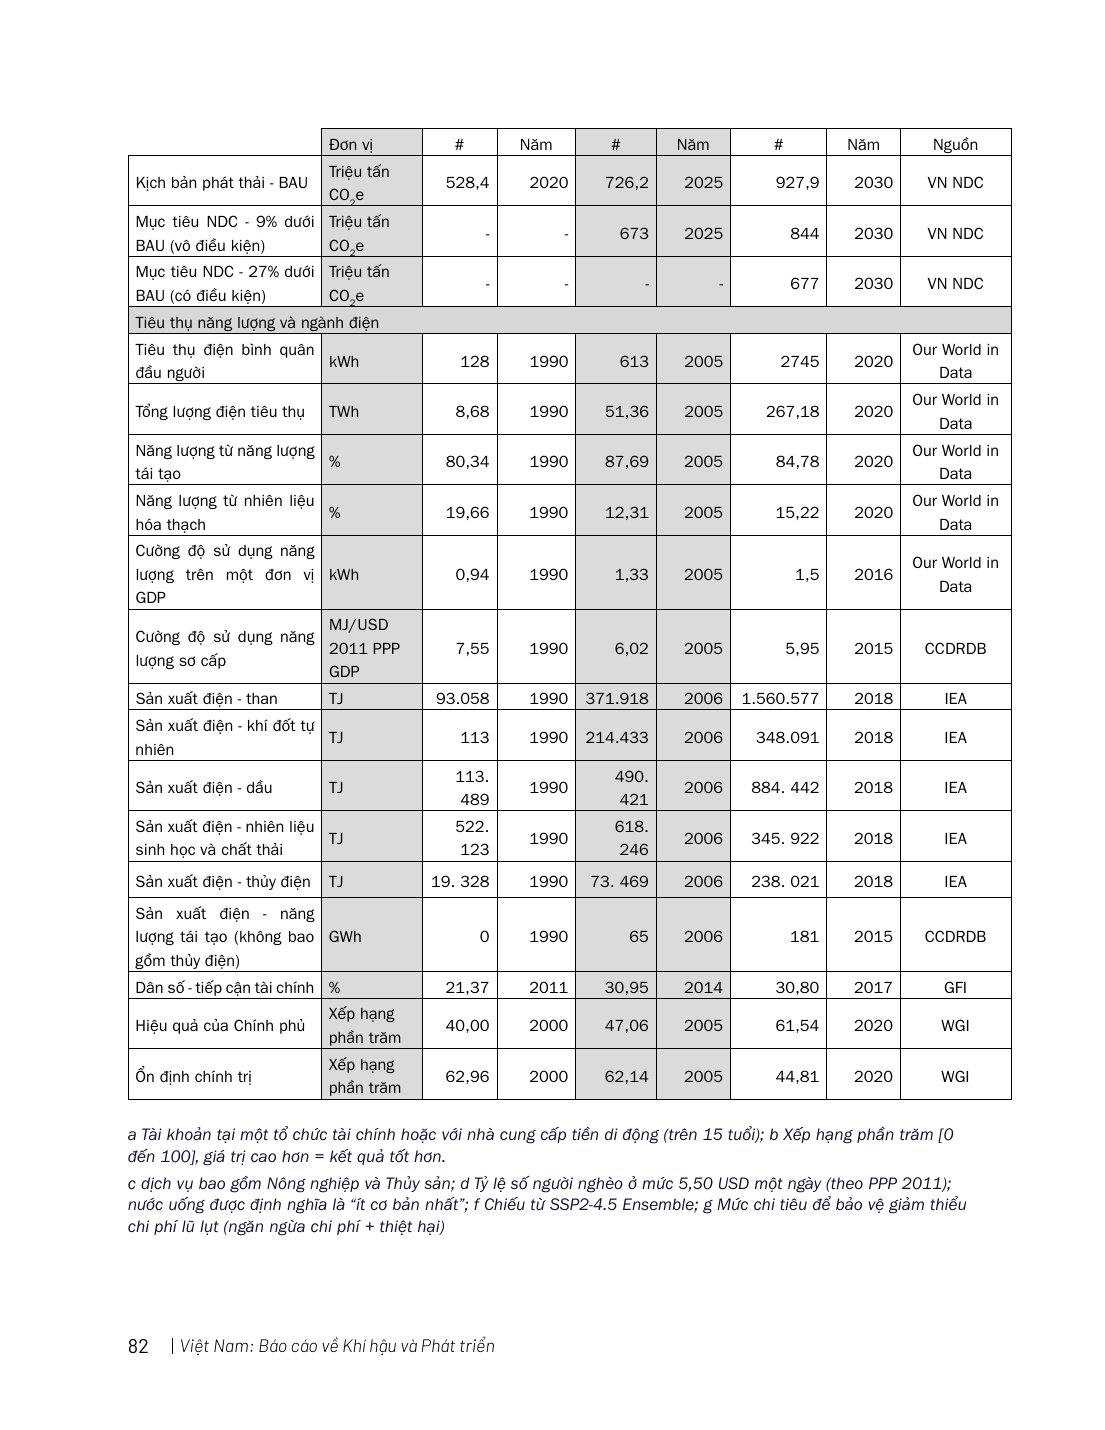 Đơn vị # Năm # Năm # Năm Nguồn
Kịch bản phát thải - BAU Triệu tấn CO2e 528,4 2020 726,2 2025 927,9 2030 VN NDC
Mục tiêu NDC - 9% dưới BAU (vô điều kiện) Triệu tấn CO2e - - 673 2025 844 2030 VN NDC
Mục tiêu NDC - 27% dưới BAU (có điều kiện) Triệu tấn CO2e - - - - 677 2030 VN NDC
Tiêu thụ năng lượng và ngành điện
Tiêu thụ điện bình quân đầu người kWh 128 1990 613 2005 2745 2020 Our World in Data
Tổng lượng điện tiêu thụ TWh 8,68 1990 51,36 2005 267,18 2020 Our World in Data
Năng lượng từ năng lượng tái tạo % 80,34 1990 87,69 2005 84,78 2020 Our World in Data
Năng lượng từ nhiên liệu hóa thạch % 19,66 1990 12,31 2005 15,22 2020 Our World in Data
Cường độ sử dụng năng lượng trên một đơn vị GDP kWh 0,94 1990 1,33 2005 1,5 2016 Our World in Data
Cường độ sử dụng năng lượng sơ cấp MJ/USD 2011 PPP GDP 7,55 1990 6,02 2005 5,95 2015 CCDRDB
Sản xuất điện - than TJ 93.058 1990 371.918 2006 1.560.577 2018 IEA
Sản xuất điện - khí đốt tự nhiên TJ 113 1990 214.433 2006 348.091 2018 IEA
Sản xuất điện - dầu TJ 113. 489 1990 490. 421 2006 884. 442 2018 IEA
Sản xuất điện - nhiên liệu sinh học và chất thải TJ 522. 123 1990 618. 246 2006 345. 922 2018 IEA
Sản xuất điện - thủy điện TJ 19. 328 1990 73. 469 2006 238. 021 2018 IEA
Sản xuất điện - năng lượng tái tạo (không bao gồm thủy điện) GWh 0 1990 65 2006 181 2015 CCDRDB
Dân số - tiếp cận tài chính % 21,37 2011 30,95 2014 30,80 2017 GFI
Hiệu quả của Chính phủ Xếp hạng phần trăm 40,00 2000 47,06 2005 61,54 2020 WGI
Ổn định chính trị Xếp hạng phần trăm 62,96 2000 62,14 2005 44,81 2020 WGI
a Tài khoản tại một tổ chức tài chính hoặc với nhà cung cấp tiền di động (trên 15 tuổi); b Xếp hạng phần trăm [0
đến 100], giá trị cao hơn = kết quả tốt hơn.
c dịch vụ bao gồm Nông nghiệp và Thủy sản; d Tỷ lệ số người nghèo ở mức 5,50 USD một ngày (theo PPP 2011);
nước uống được định nghĩa là “ít cơ bản nhất”; f Chiếu từ SSP2-4.5 Ensemble; g Mức chi tiêu để bảo vệ giảm thiểu
chi phí lũ lụt (ngăn ngừa chi phí + thiệt hại)
82 | Việt Nam: Báo cáo về Khí hậu và Phát triển